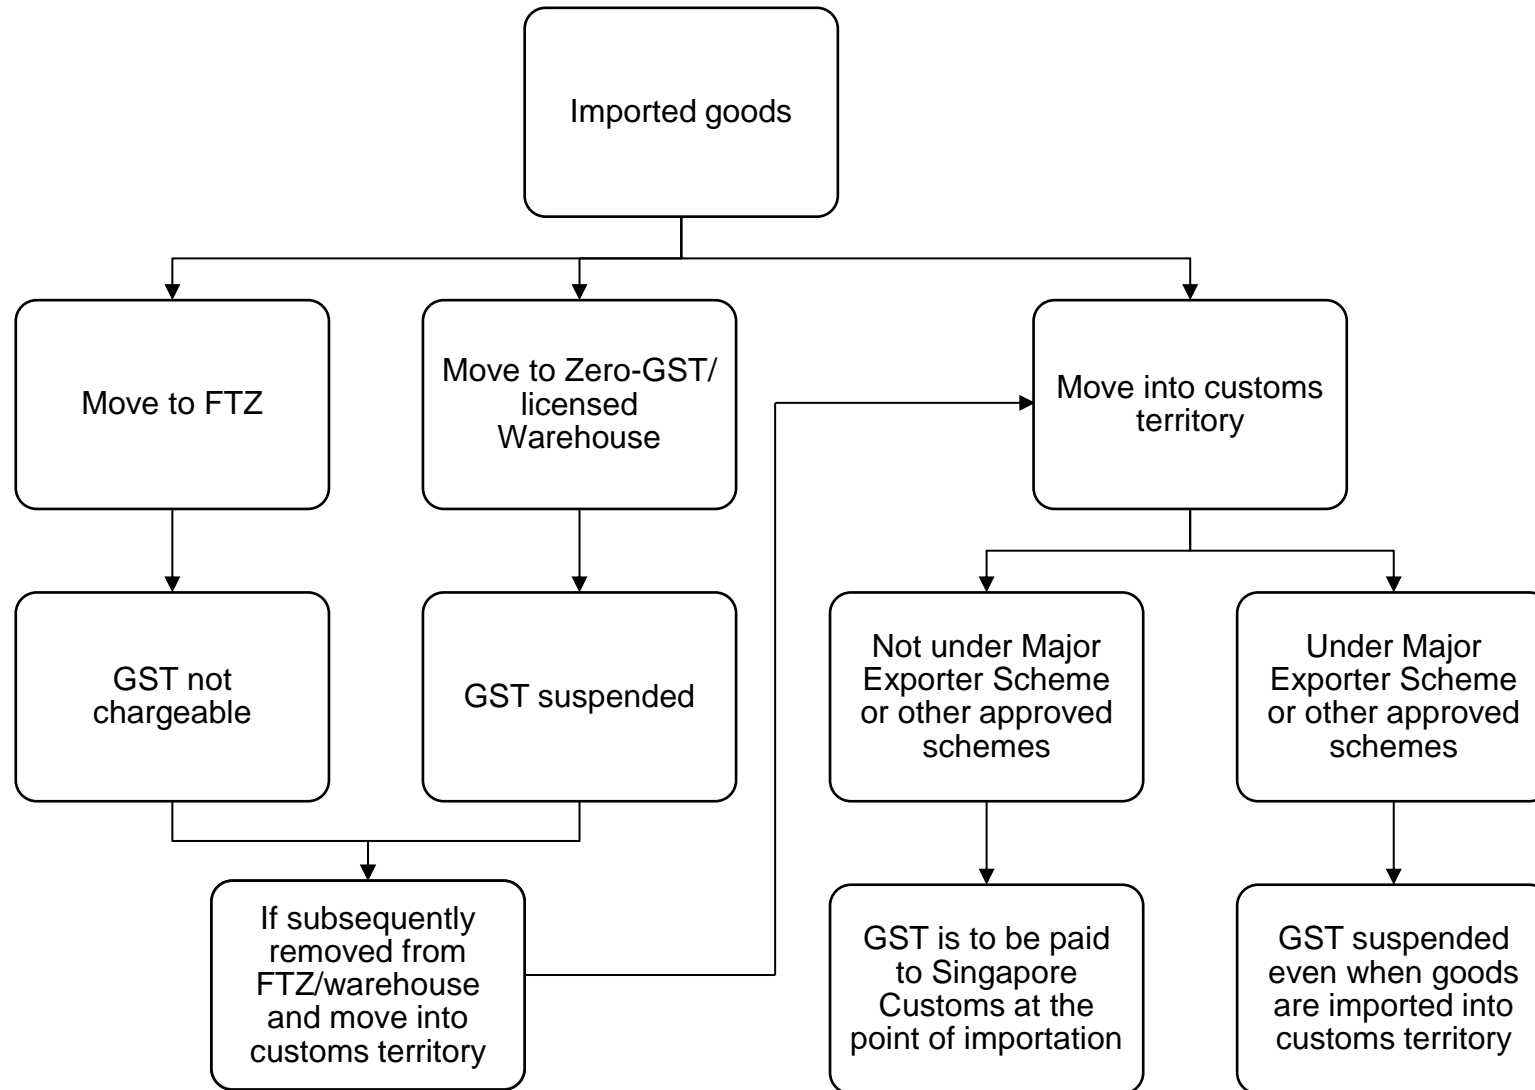 Imported goods
Move to FTZ
Move to Zero-GST/
licensed
Warehouse
Move into customs
territory
GST not
chargeable
GST suspended
Not under Major
Exporter Scheme
or other approved
schemes
Under Major
Exporter Scheme
or other approved
schemes
If subsequently
removed from
FTZ/warehouse
and move into
customs territory
GST is to be paid
to Singapore
Customs at the
point of importation
GST suspended
even when goods
are imported into
customs territory